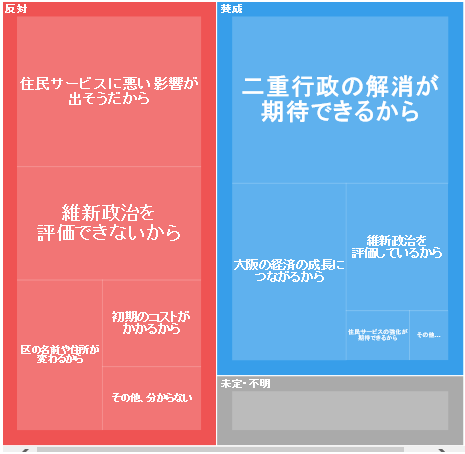 反対
住民サービスに悪い影響が
出そうだから
維新政治を
評価できないから
区の名前や住所が
変わるから
初期のコストが
かかるから
その他、分からない
賛成
二重行政の解消が
期待できるから
大阪の経済の成長に
つながるから
維新政治を
評価しているから
住民サービスの強化が
期待できるから
その他...
未定・不明